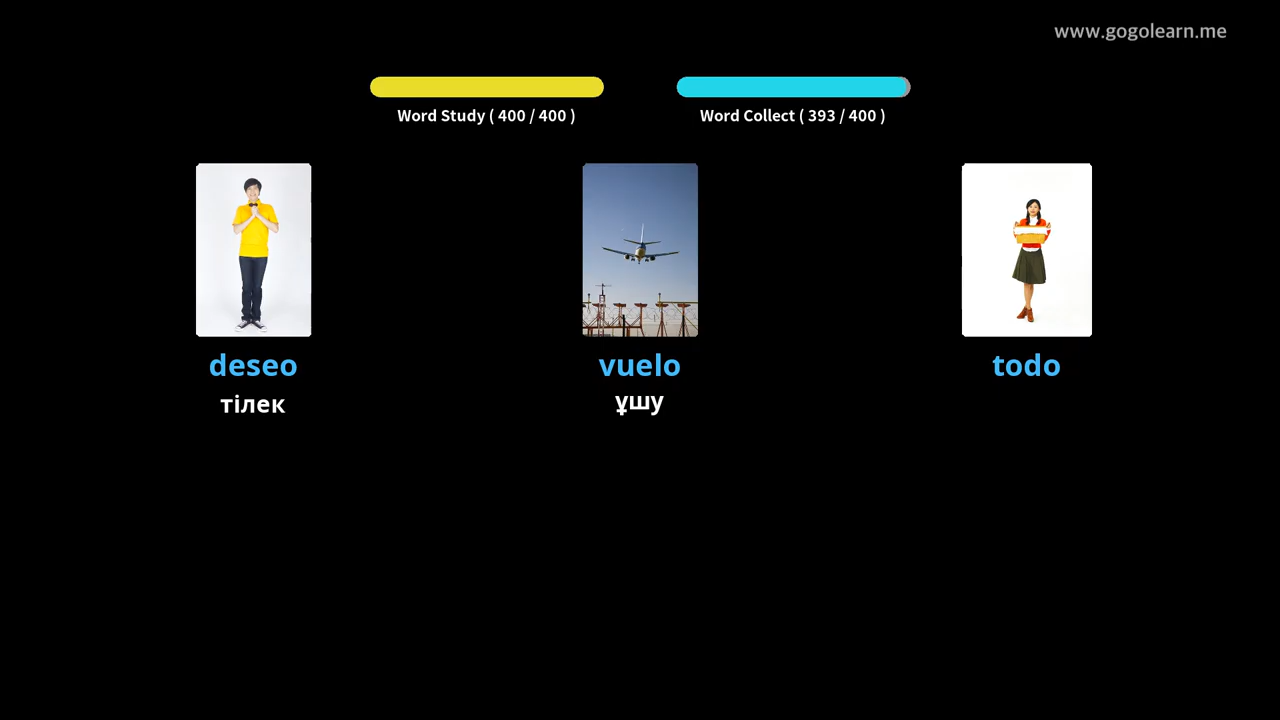 www.gogolearn.me
Word Study ( 400 / 400 )
Word Collect ( 393 / 400 )
deseo
vuelo
todo
тілек
ұшу